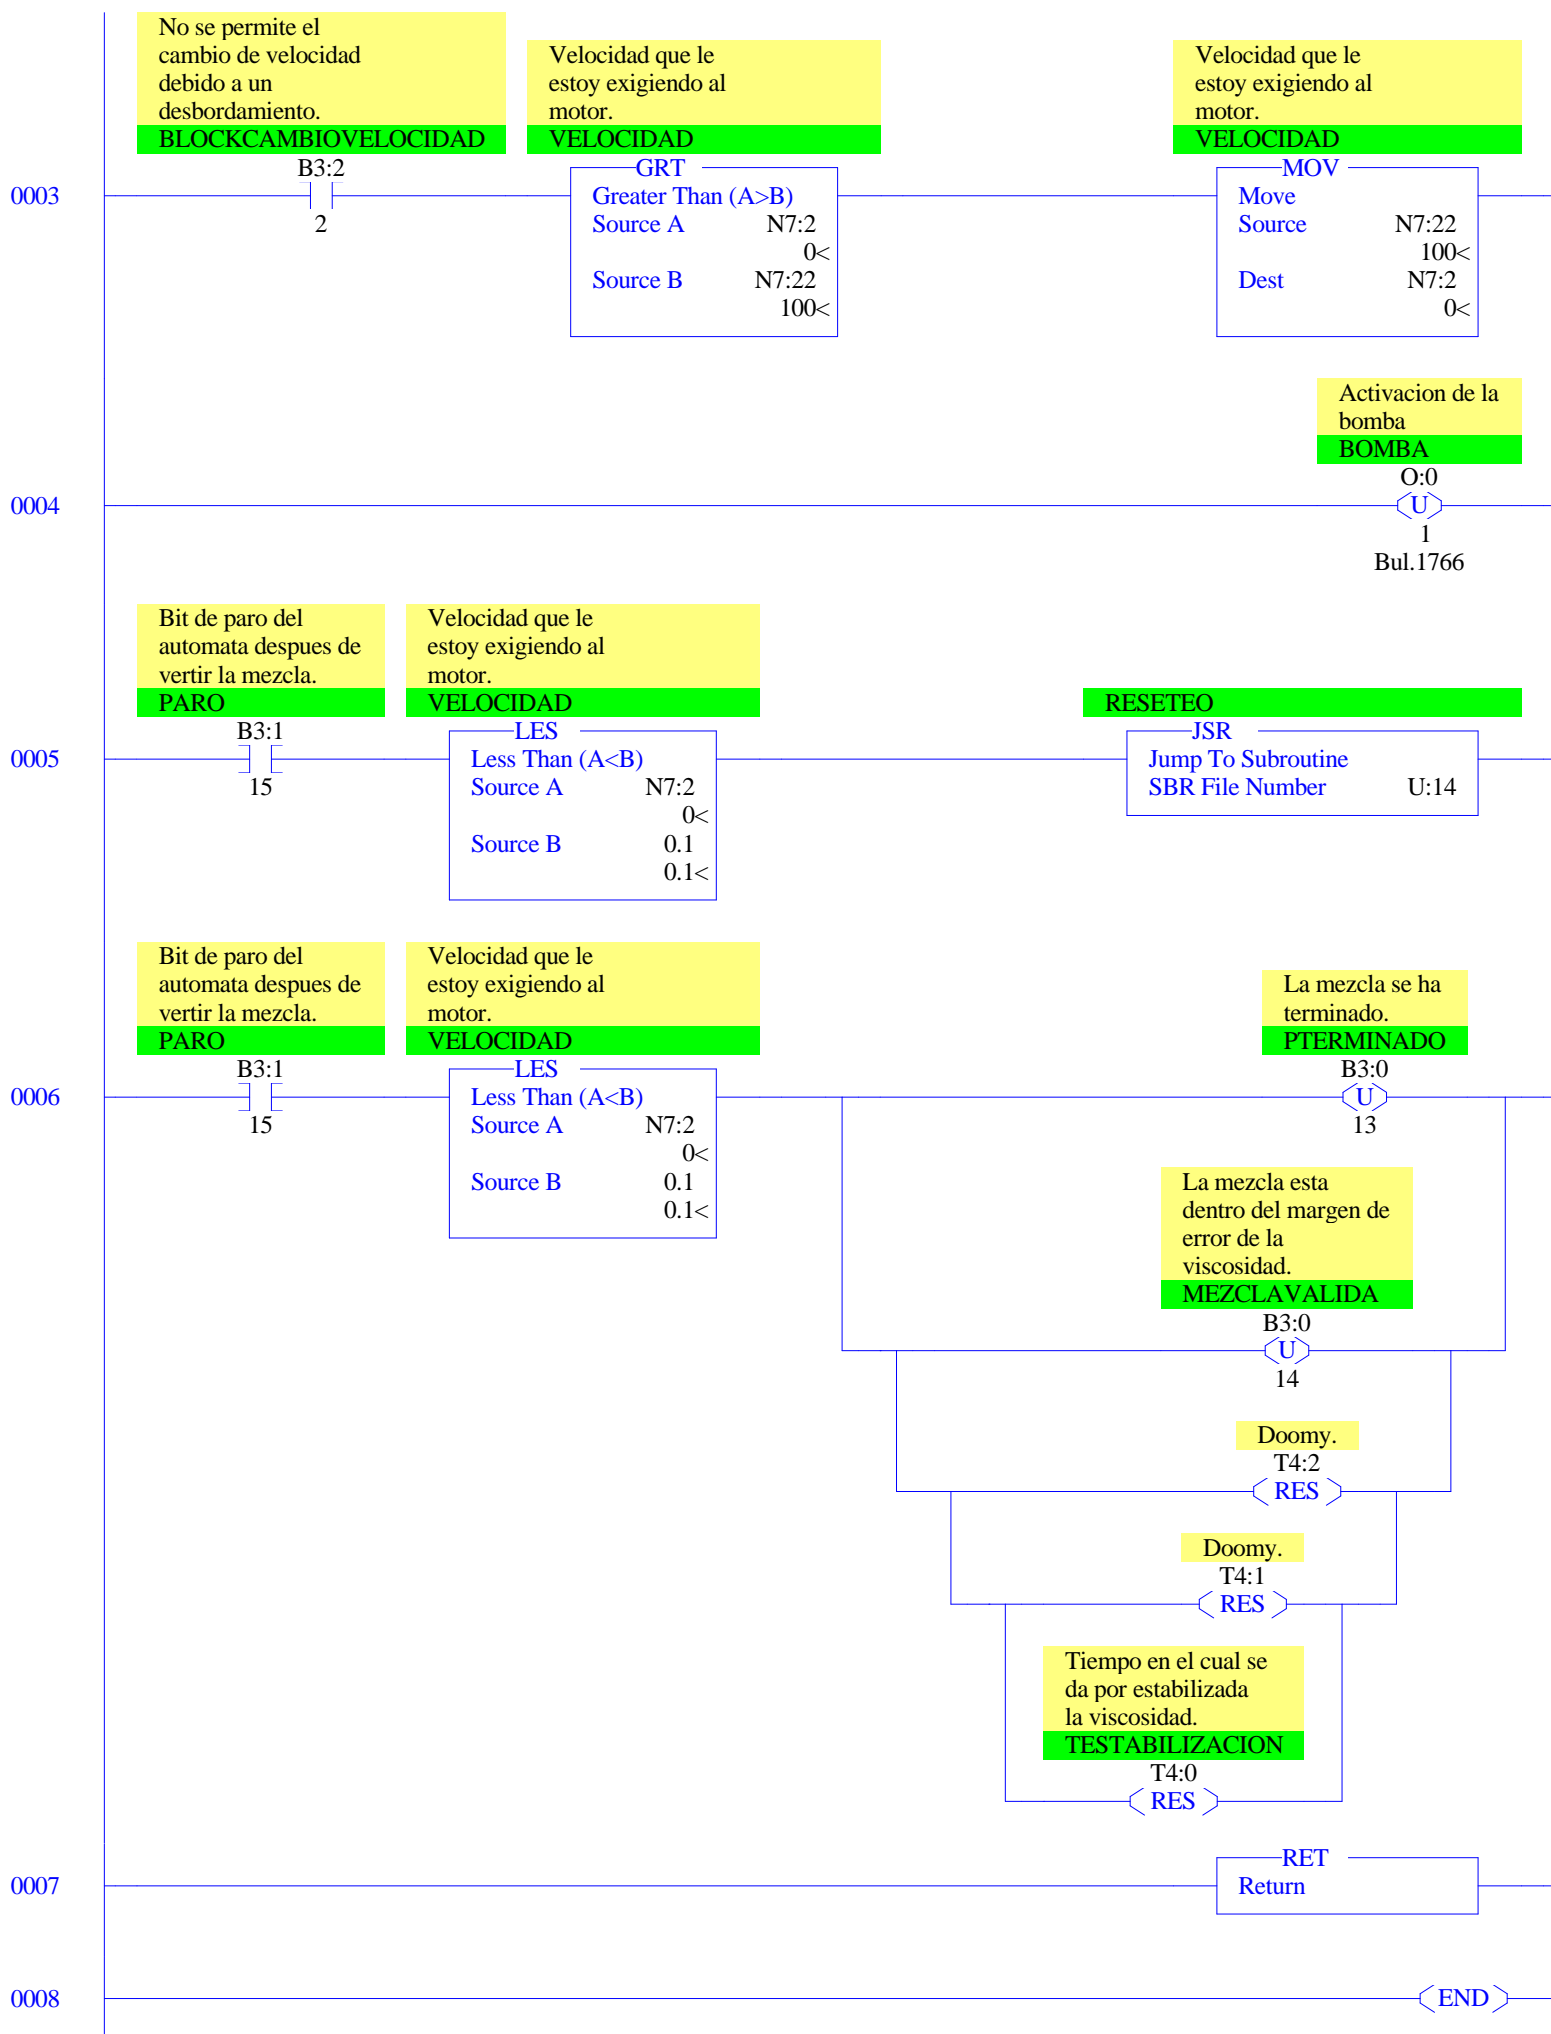 No se permite el
cambio de velocidad
debido a un
desbordamiento.
BLOCKCAMBIOVELOCIDAD
B3:2
2
Velocidad que le
estoy exigiendo al
motor.
VELOCIDAD
GRT
Greater Than (A>B)
Source A N7:2
0<
Source B N7:22
100<
Velocidad que le
estoy exigiendo al
motor.
VELOCIDAD
MOV
Move
Source N7:22
100<
Dest N7:2
0<
0003
Activacion de la
bomba
BOMBA
O:0
U
1
Bul.1766
0004
Bit de paro del
automata despues de
vertir la mezcla.
PARO
B3:1
15
Velocidad que le
estoy exigiendo al
motor.
VELOCIDAD
LES
Less Than (A<B)
Source A N7:2
0<
Source B 0.1
0.1<
RESETEO
JSR
Jump To Subroutine
SBR File Number U:14
0005
Bit de paro del
automata despues de
vertir la mezcla.
PARO
B3:1
15
Velocidad que le
estoy exigiendo al
motor.
VELOCIDAD
LES
Less Than (A<B)
Source A N7:2
0<
Source B 0.1
0.1<
La mezcla se ha
terminado.
PTERMINADO
B3:0
U
13
0006
La mezcla esta
dentro del margen de
error de la
viscosidad.
MEZCLAVALIDA
B3:0
U
14
Doomy.
T4:2
RES
Doomy.
T4:1
RES
Tiempo en el cual se
da por estabilizada
la viscosidad.
TESTABILIZACION
T4:0
RES
0007
RET
Return
0008
END